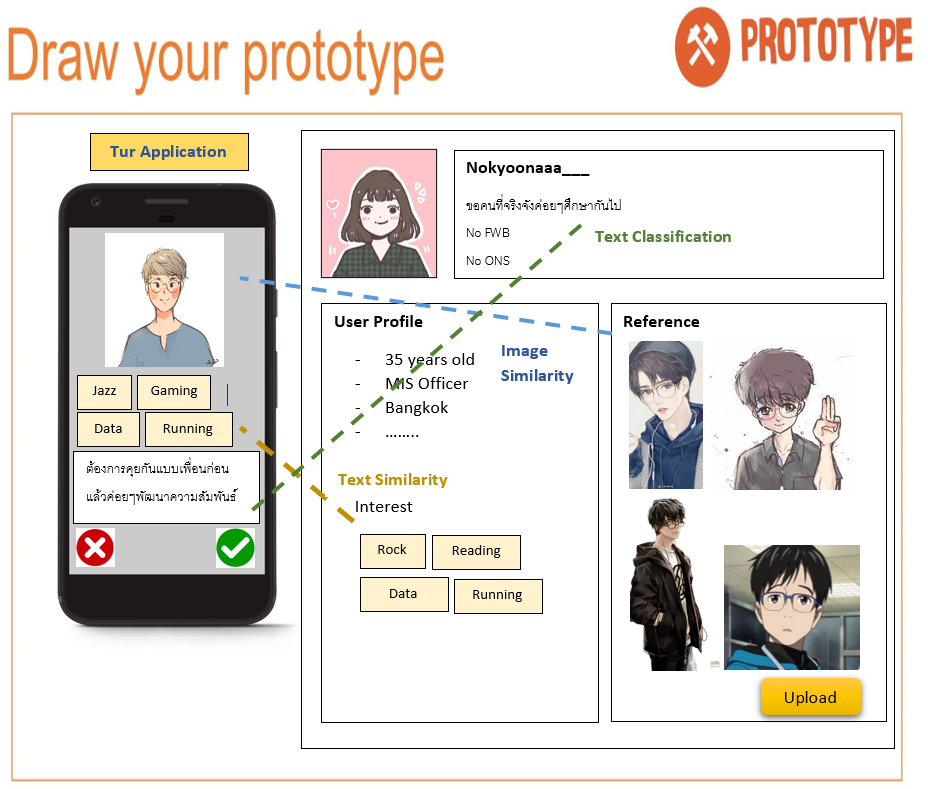 Draw your prototype
PROTOTYPE
Tur Application
Jazz
Gaming
Data
Running
ต้องการคุยกันแบบเพื่อนก่อน
แล้วค่อยๆพัฒนาความสัมพันธ์
Nokyoonaaa___
ขอคนที่จริงจังค่อยๆศึกษากันไป
No FWB
No ONS
Text Classification
User Profile
- 35 years old
- MIS Officer
- Bangkok
- ........
Image
Similarity
Text Similarity
Interest
Rock
Reading
Data
Running
Reference
Upload